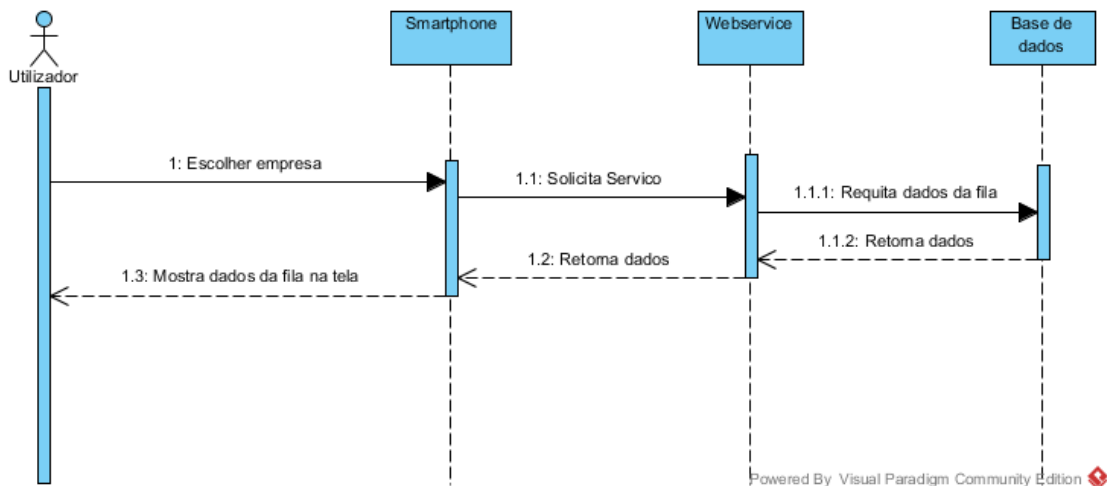 Smartphone
Webservice
Base de
dados
Utilizador
1: Escolher empresa
1.1: Solicita Servico
1.1.1: Requita dados da fila
1.1.2: Retorna dados
1.2: Retorna dados
1.3: Mostra dados da fila na tela
Powered By Visual Paradigm Community Edition